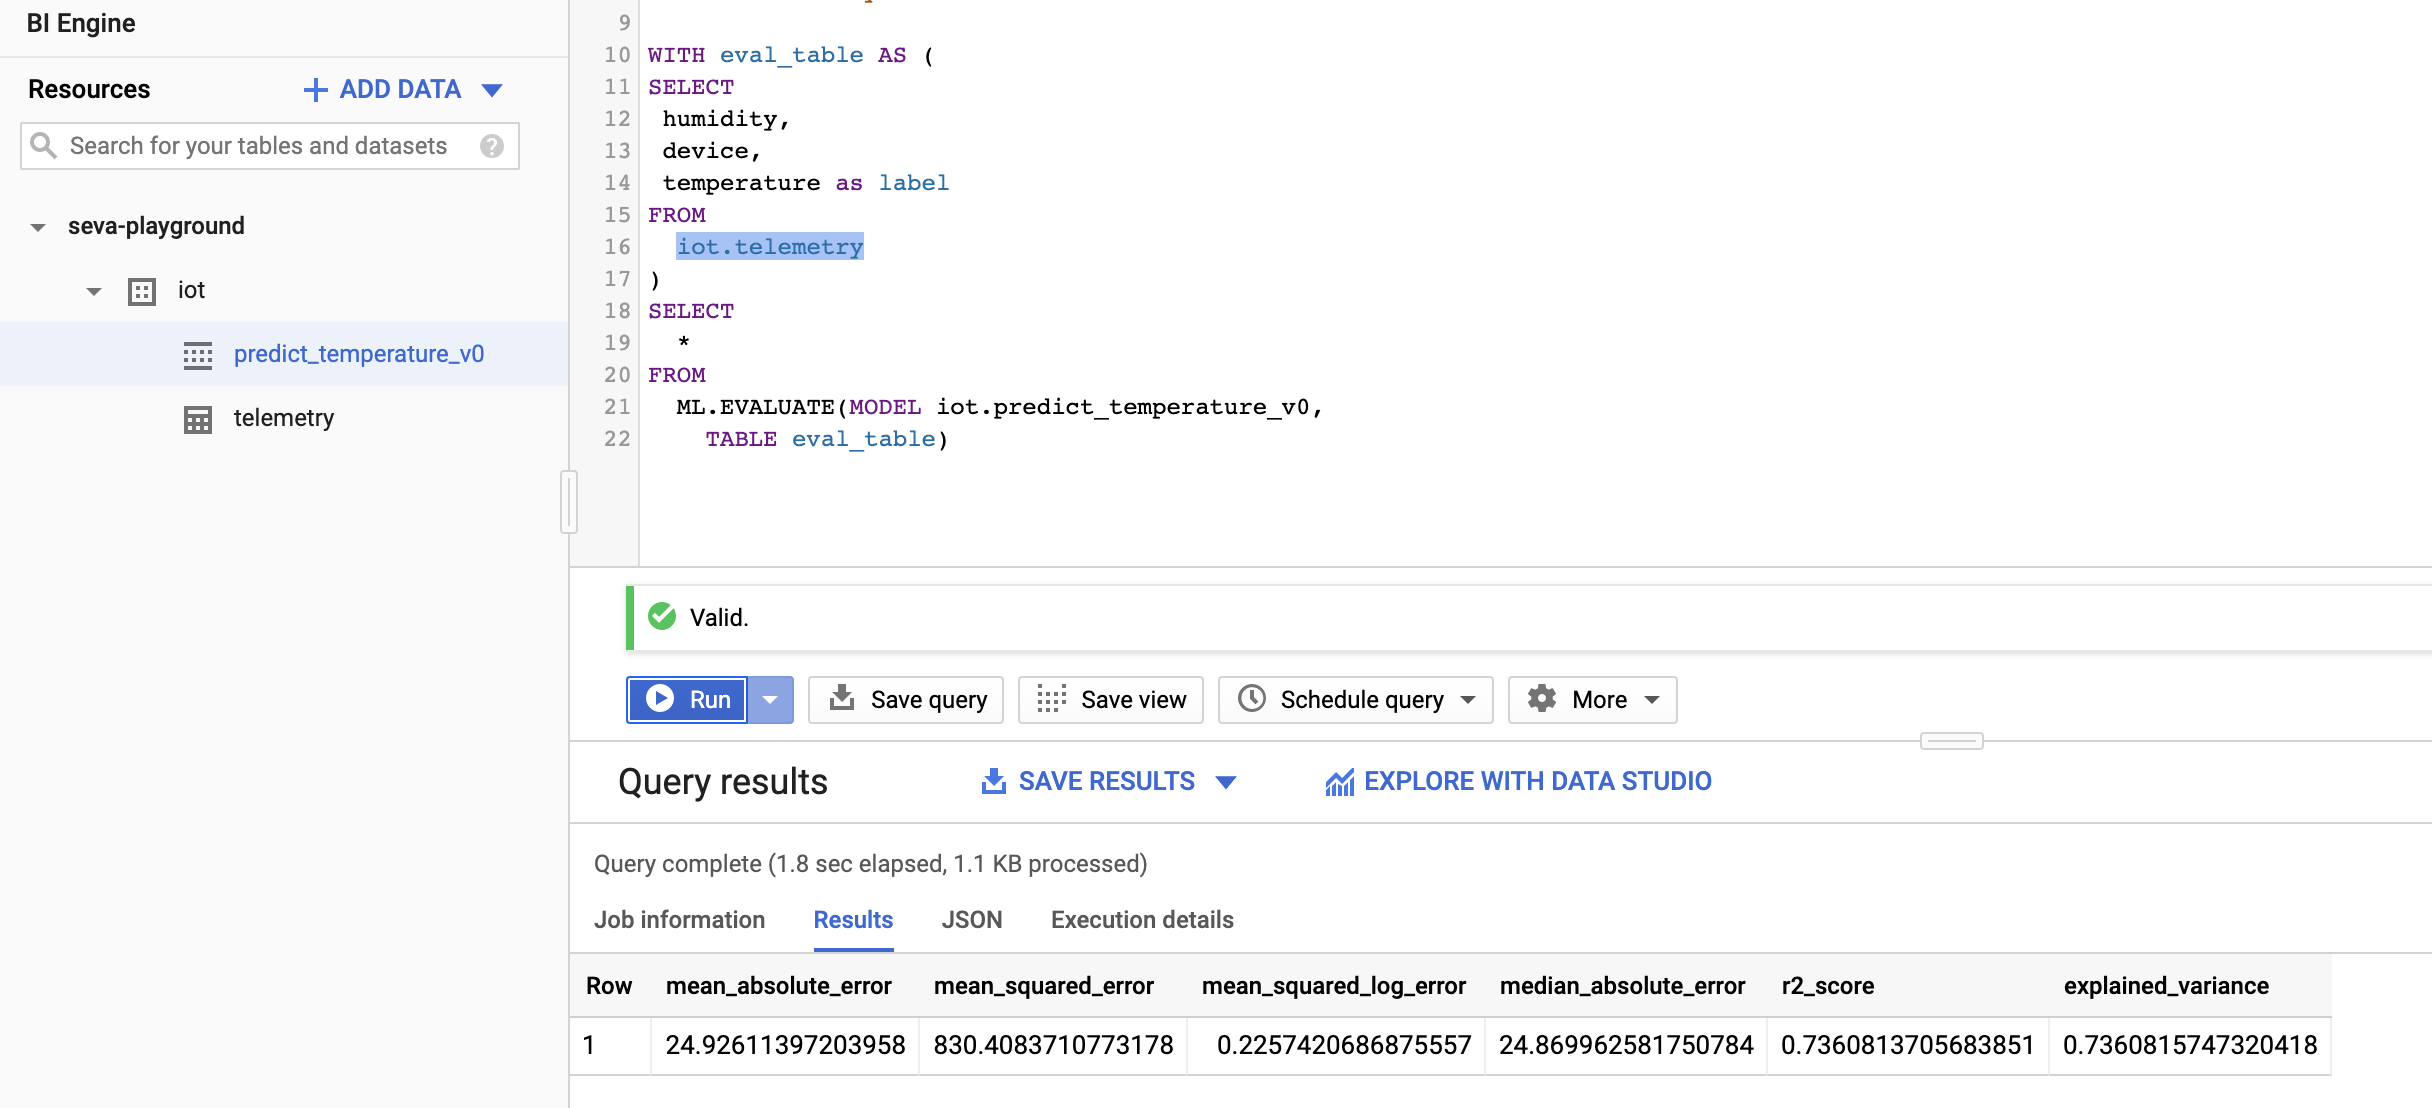 BI Engine
Resources
ADD DATA
Search for your tables and datasets
?
seva-playground
iot
predict_temperature_v0
telemetry
9
10 WITH eval_table AS (
11 SELECT
12 humidity,
13 device,
14 temperature as label
15 FROM
16 iot.telemetry
17 )
18 SELECT
19 *
20 FROM
21 ML.EVALUATE(MODEL iot.predict_temperature_v0,
22 TABLE eval_table)
Valid.
Run Save query Save view Schedule query More
Query results SAVE RESULTS EXPLORE WITH DATA STUDIO
Query complete (1.8 sec elapsed, 1.1 KB processed)
Job information Results JSON Execution details
Row mean_absolute_error mean_squared_error mean_squared_log_error median_absolute_error r2_score explained_variance
1 24.92611397203958 830.4083710773178 0.2257420686875557 24.869962581750784 0.7360813705683851 0.7360815747320418